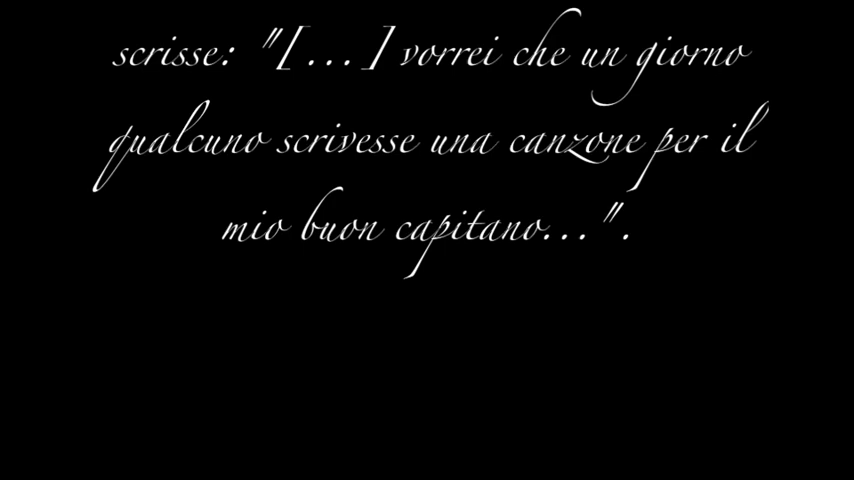 scrisse: "[...] vorrei che un giorno
qualcuno scrivesse una canzone per il
mio buon capitano...".